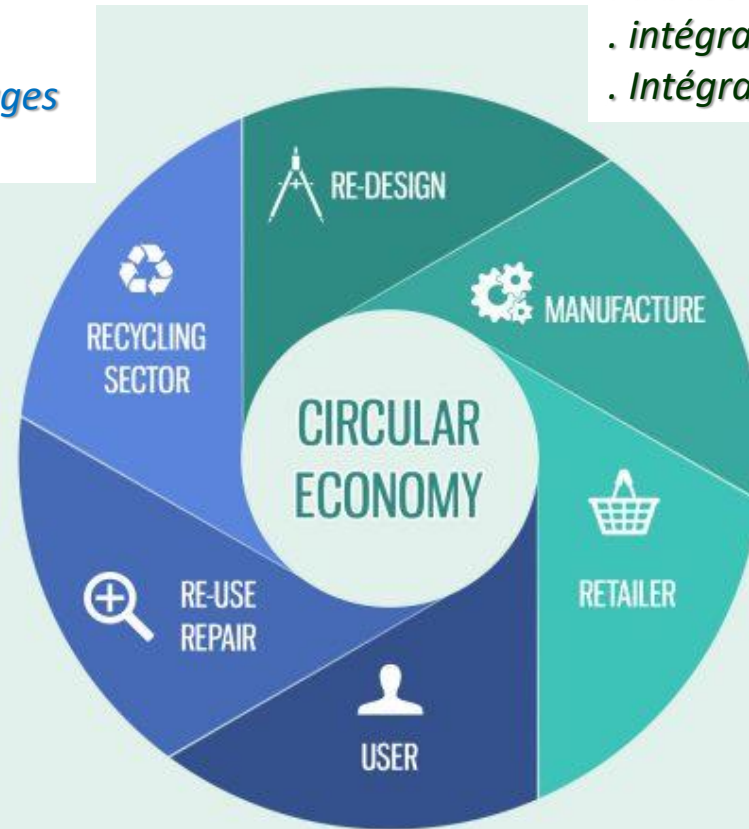 . intégra
. Intégra
ges
RE-DESIGN
MANUFACTURE
RETAILER
USER
RE-USE
REPAIR
RECYCLING
SECTOR
CIRCULAR
ECONOMY